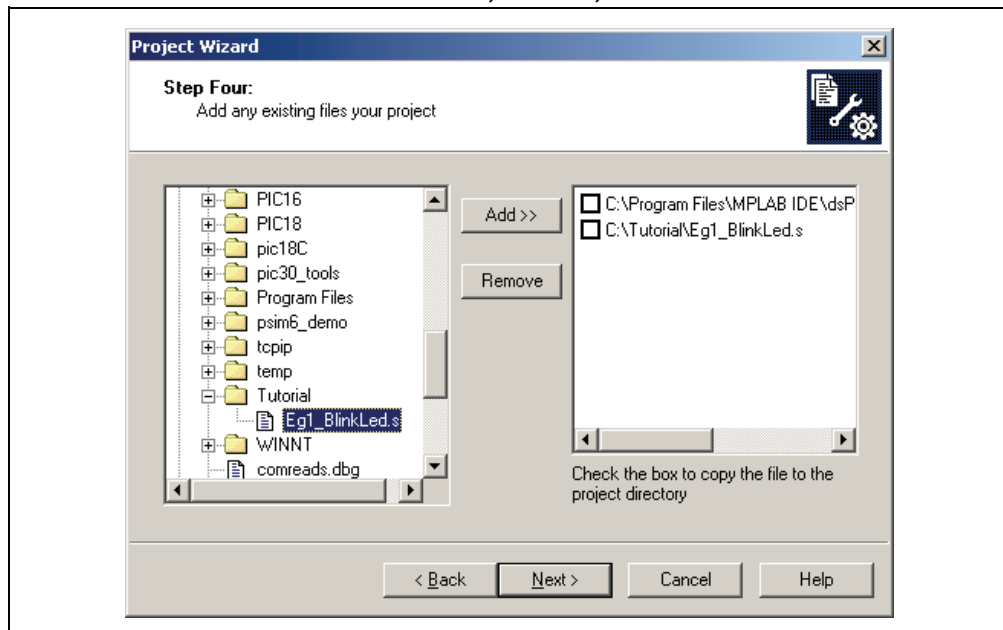 Project Wizard
Step Four:
Add any existing files your project
PIC16
PIC18
pic18C
pic30_tools
Program Files
psim6_demo
tcpip
temp
Tutorial
Eg1_BlinkLed.s
WINNT
comreads.dbg
Add >>
Remove
C:\Program Files\MPLAB IDE\dsP
C:\Tutorial\Eg1_BlinkLed.s
Check the box to copy the file to the
project directory
< Back
Next >
Cancel
Help